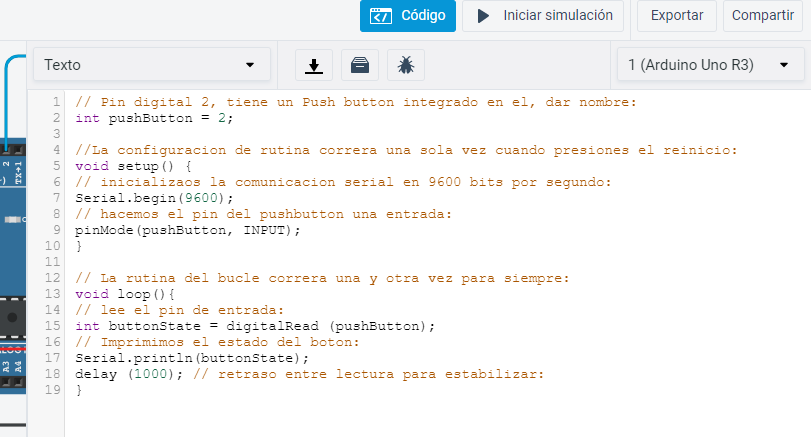 Código
Iniciar simulación
Exportar
Compartir
Texto
1 (Arduino Uno R3)
1 // Pin digital 2, tiene un Push button integrado en el, dar nombre:
2 int pushButton = 2;
3
4 //La configuracion de rutina correra una sola vez cuando presiones el reinicio:
5 void setup() {
6 // inicializaos la comunicacion serial en 9600 bits por segundo:
7 Serial.begin(9600);
8 // hacemos el pin del pushbutton una entrada:
9 pinMode(pushButton, INPUT);
10 }
11
12 // La rutina del bucle correra una y otra vez para siempre:
13 void loop(){
14 // lee el pin de entrada:
15 int buttonState = digitalRead (pushButton);
16 // Imprimimos el estado del boton:
17 Serial.println(buttonState);
18 delay (1000); // retraso entre lectura para estabilizar:
19 }
2
TX→1
A3
A4